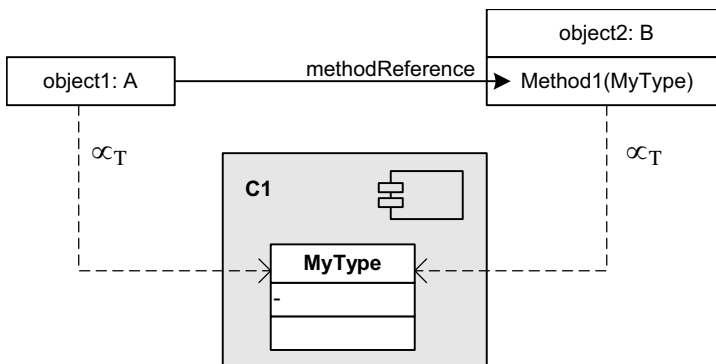 object2: B
object1: A
methodReference
Method1(MyType)
∝T
∝T
C1
MyType
-